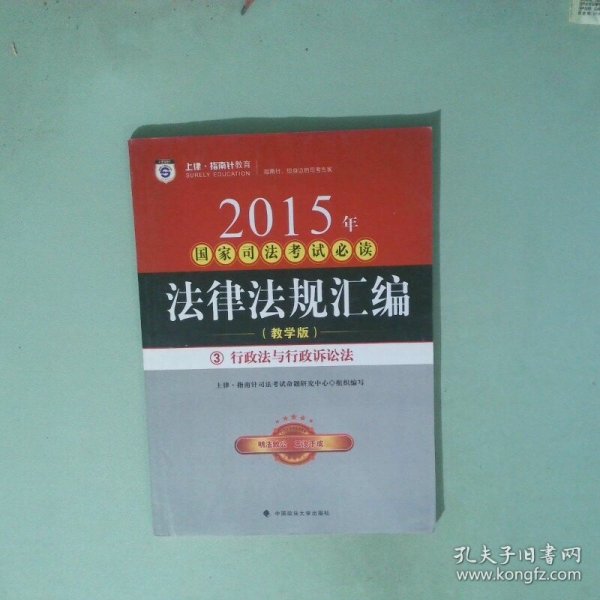 上律·指南针教育
SURELY EDUCATION
2015年
国家司法考试必读
法律法规汇编
(教学版)
③ 行政法与行政诉讼法
上律·指南针司法考试命题研究中心◎组织编写
中国政法大学出版社
孔夫子旧书网
www.kongfz.com